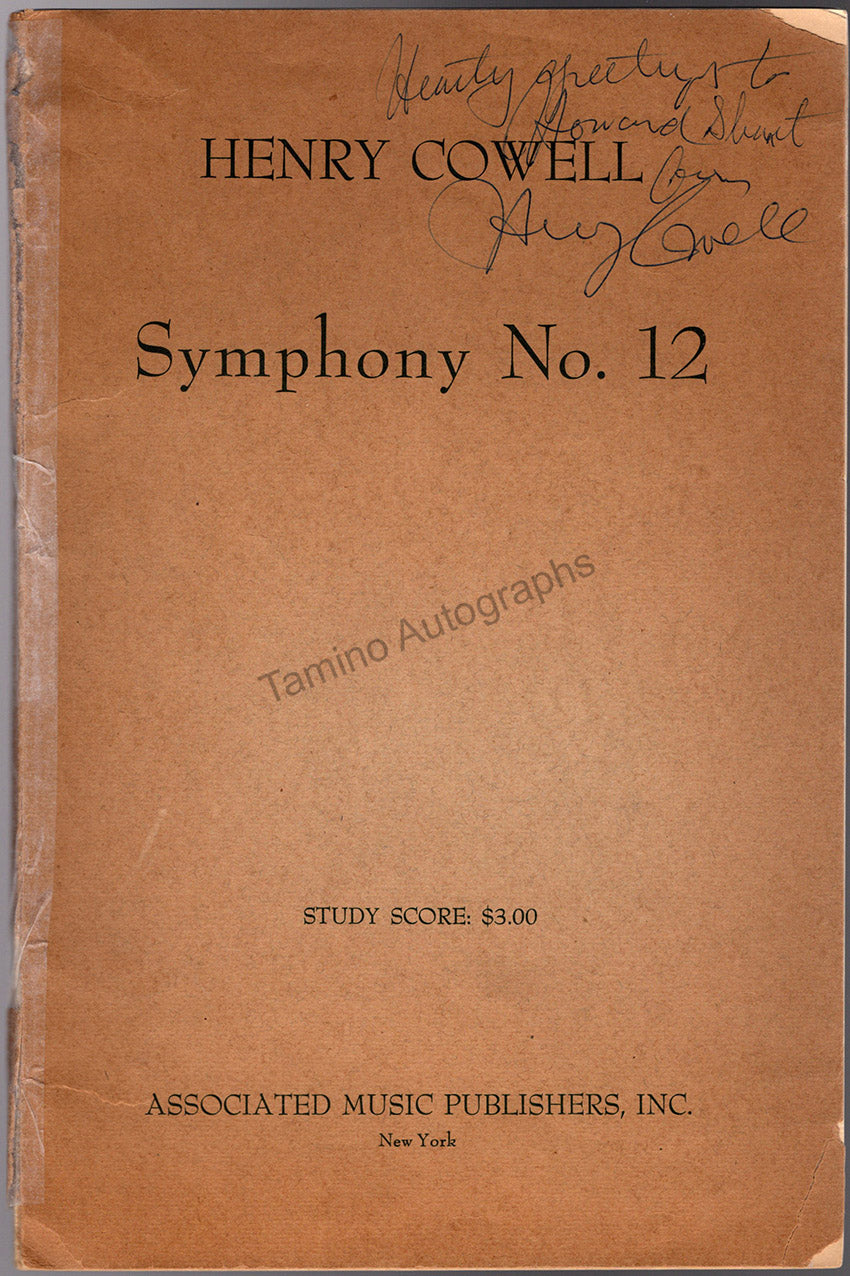 Hearty greetings to
Howard Shanet
from
Henry Cowell
HENRY COWELL
Symphony No. 12
Tamino Autographs
STUDY SCORE: $3.00
ASSOCIATED MUSIC PUBLISHERS, INC.
New York